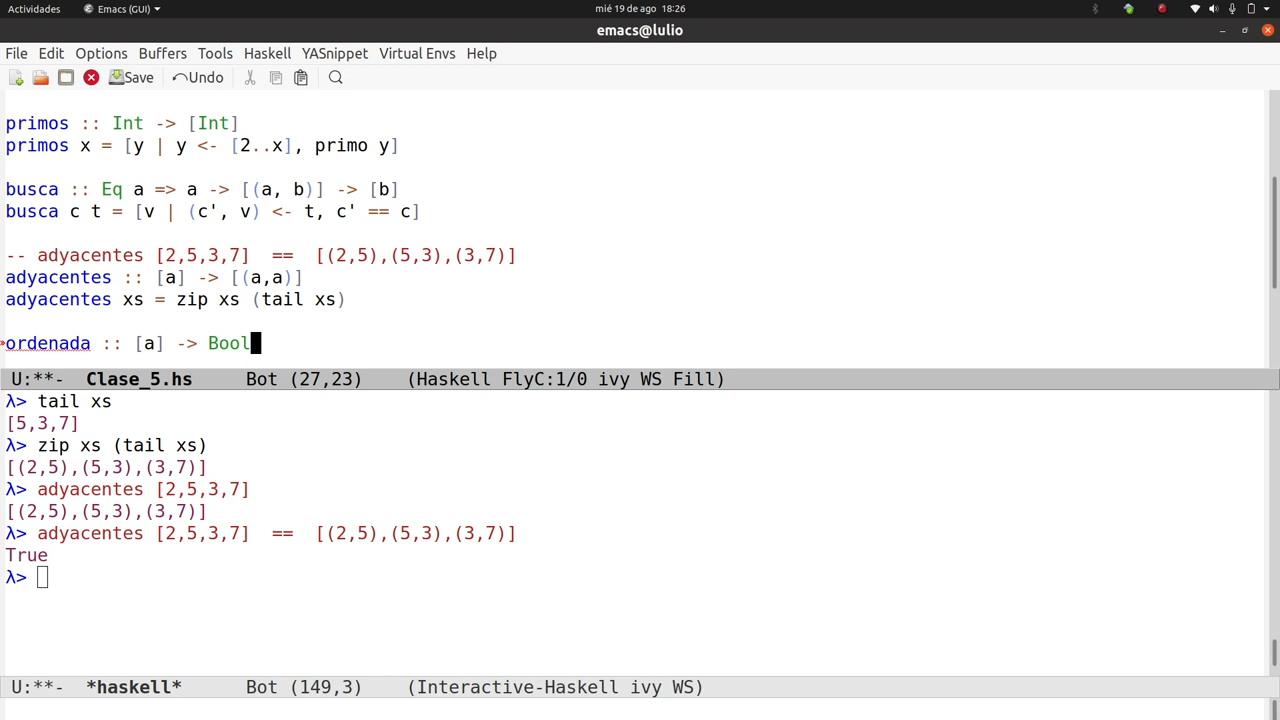 Actividades Emacs (GUI) mié 19 de ago 18:26
emacs@lulio
File Edit Options Buffers Tools Haskell YASnippet Virtual Envs Help
Save Undo
primos :: Int -> [Int]
primos x = [y | y <- [2..x], primo y]
busca :: Eq a => a -> [(a, b)] -> [b]
busca c t = [v | (c', v) <- t, c' == c]
-- adyacentes [2,5,3,7]  ==  [(2,5),(5,3),(3,7)]
adyacentes :: [a] -> [(a,a)]
adyacentes xs = zip xs (tail xs)
ordenada :: [a] -> Bool
U:**-  Clase_5.hs     Bot (27,23)    (Haskell FlyC:1/0 ivy WS Fill)
λ> tail xs
[5,3,7]
λ> zip xs (tail xs)
[(2,5),(5,3),(3,7)]
λ> adyacentes [2,5,3,7]
[(2,5),(5,3),(3,7)]
λ> adyacentes [2,5,3,7]  ==  [(2,5),(5,3),(3,7)]
True
λ>
U:**-  *haskell*      Bot (149,3)    (Interactive-Haskell ivy WS)